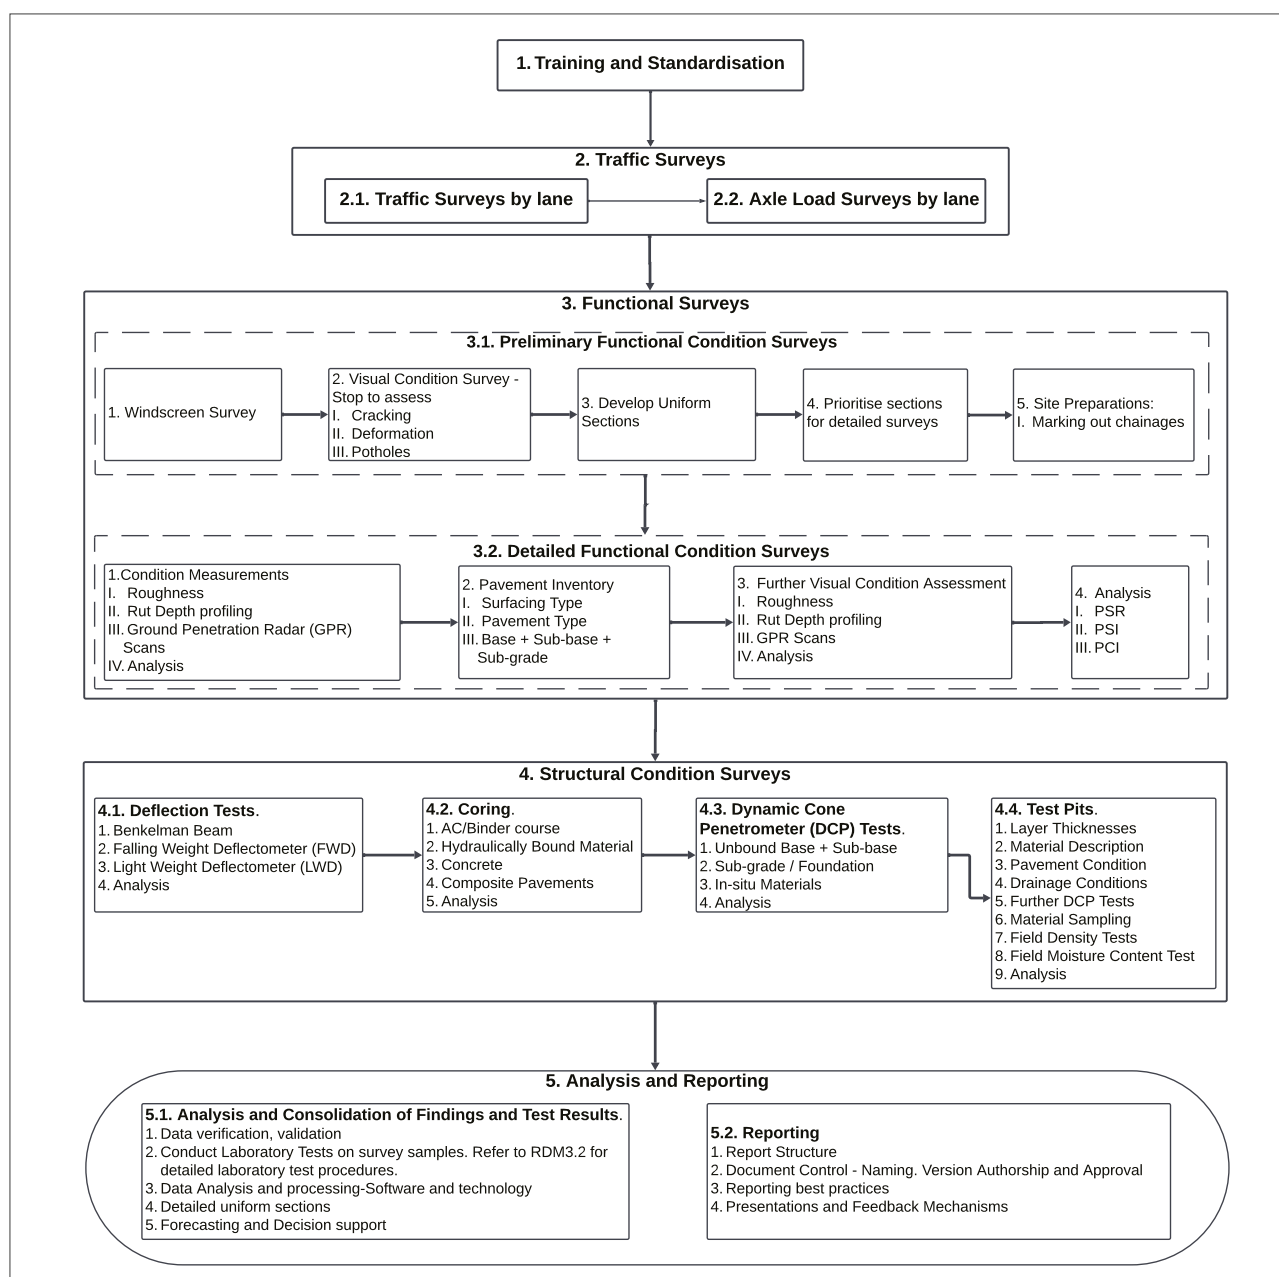 1. Training and Standardisation
2. Traffic Surveys
2.1. Traffic Surveys by lane
2.2. Axle Load Surveys by lane
3. Functional Surveys
3.1. Preliminary Functional Condition Surveys
1. Windscreen Survey
2. Visual Condition Survey -
Stop to assess
I. Cracking
II. Deformation
III. Potholes
3. Develop Uniform
Sections
4. Prioritise sections
for detailed surveys
5. Site Preparations:
I. Marking out chainages
3.2. Detailed Functional Condition Surveys
1.Condition Measurements
I. Roughness
II. Rut Depth profiling
III. Ground Penetration Radar (GPR)
Scans
IV. Analysis
2. Pavement Inventory
I. Surfacing Type
II. Pavement Type
III. Base + Sub-base +
Sub-grade
3. Further Visual Condition Assessment
I. Roughness
II. Rut Depth profiling
III. GPR Scans
IV. Analysis
4. Analysis
I. PSR
II. PSI
III. PCI
4. Structural Condition Surveys
4.1. Deflection Tests.
1. Benkelman Beam
2. Falling Weight Deflectometer (FWD)
3. Light Weight Deflectometer (LWD)
4. Analysis
4.2. Coring.
1. AC/Binder course
2. Hydraulically Bound Material
3. Concrete
4. Composite Pavements
5. Analysis
4.3. Dynamic Cone
Penetrometer (DCP) Tests.
1. Unbound Base + Sub-base
2. Sub-grade / Foundation
3. In-situ Materials
4. Analysis
4.4. Test Pits.
1. Layer Thicknesses
2. Material Description
3. Pavement Condition
4. Drainage Conditions
5. Further DCP Tests
6. Material Sampling
7. Field Density Tests
8. Field Moisture Content Test
9. Analysis
5. Analysis and Reporting
5.1. Analysis and Consolidation of Findings and Test Results.
1. Data verification, validation
2. Conduct Laboratory Tests on survey samples. Refer to RDM3.2 for
detailed laboratory test procedures.
3. Data Analysis and processing-Software and technology
4. Detailed uniform sections
5. Forecasting and Decision support
5.2. Reporting
1. Report Structure
2. Document Control - Naming. Version Authorship and Approval
3. Reporting best practices
4. Presentations and Feedback Mechanisms